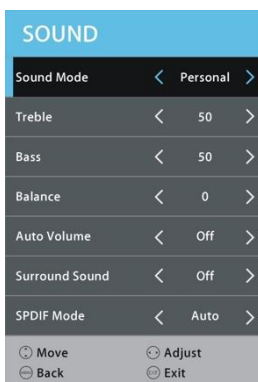 SOUND
Sound Mode Personal
Treble 50
Bass 50
Balance 0
Auto Volume Off
Surround Sound Off
SPDIF Mode Auto
Move Adjust
Back Exit